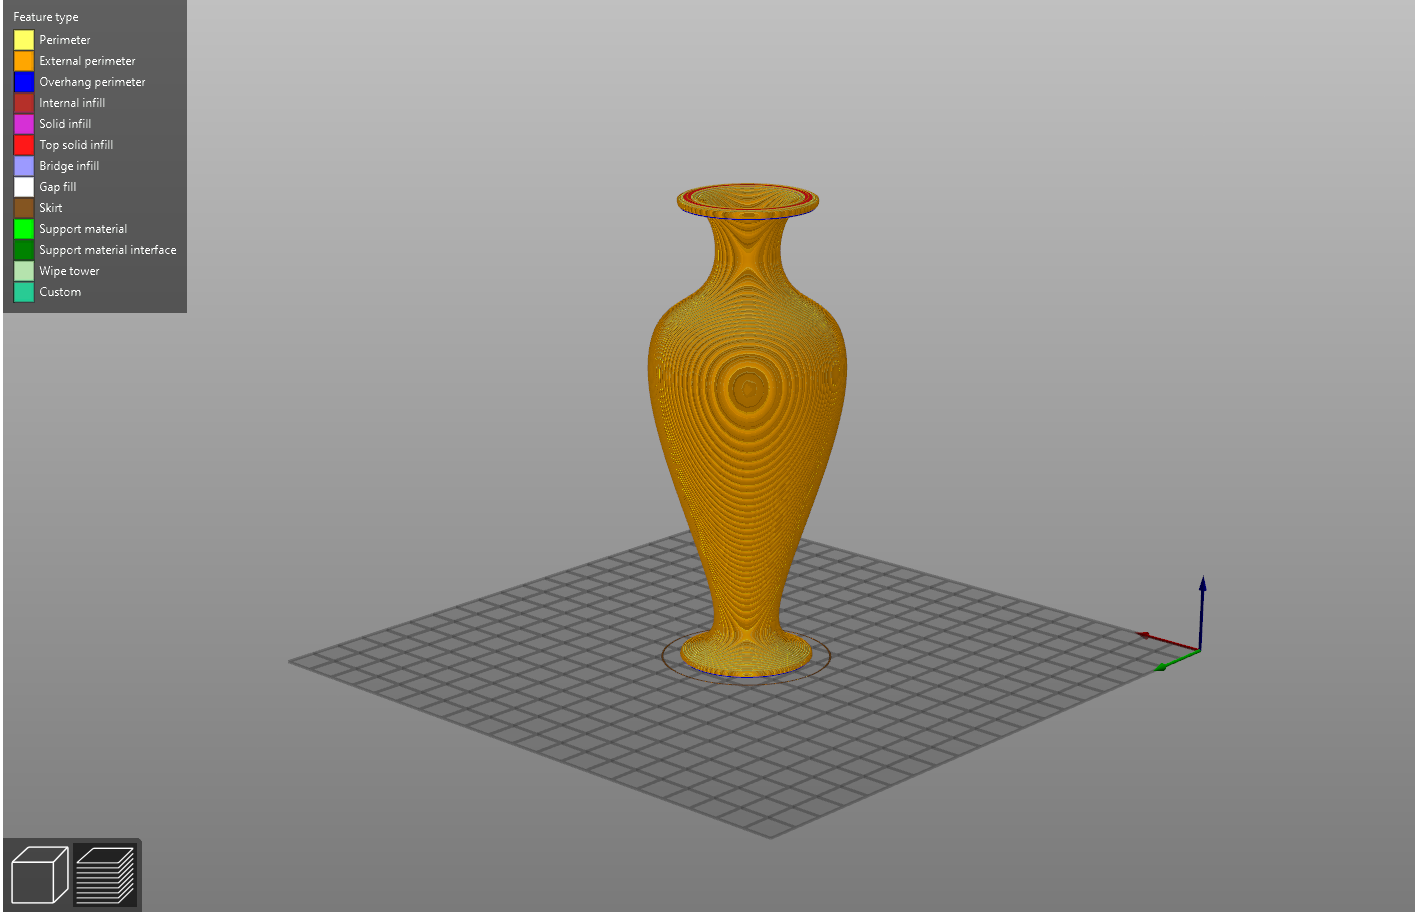 Feature type
Perimeter
External perimeter
Overhang perimeter
Internal infill
Solid infill
Top solid infill
Bridge infill
Gap fill
Skirt
Support material
Support material interface
Wipe tower
Custom